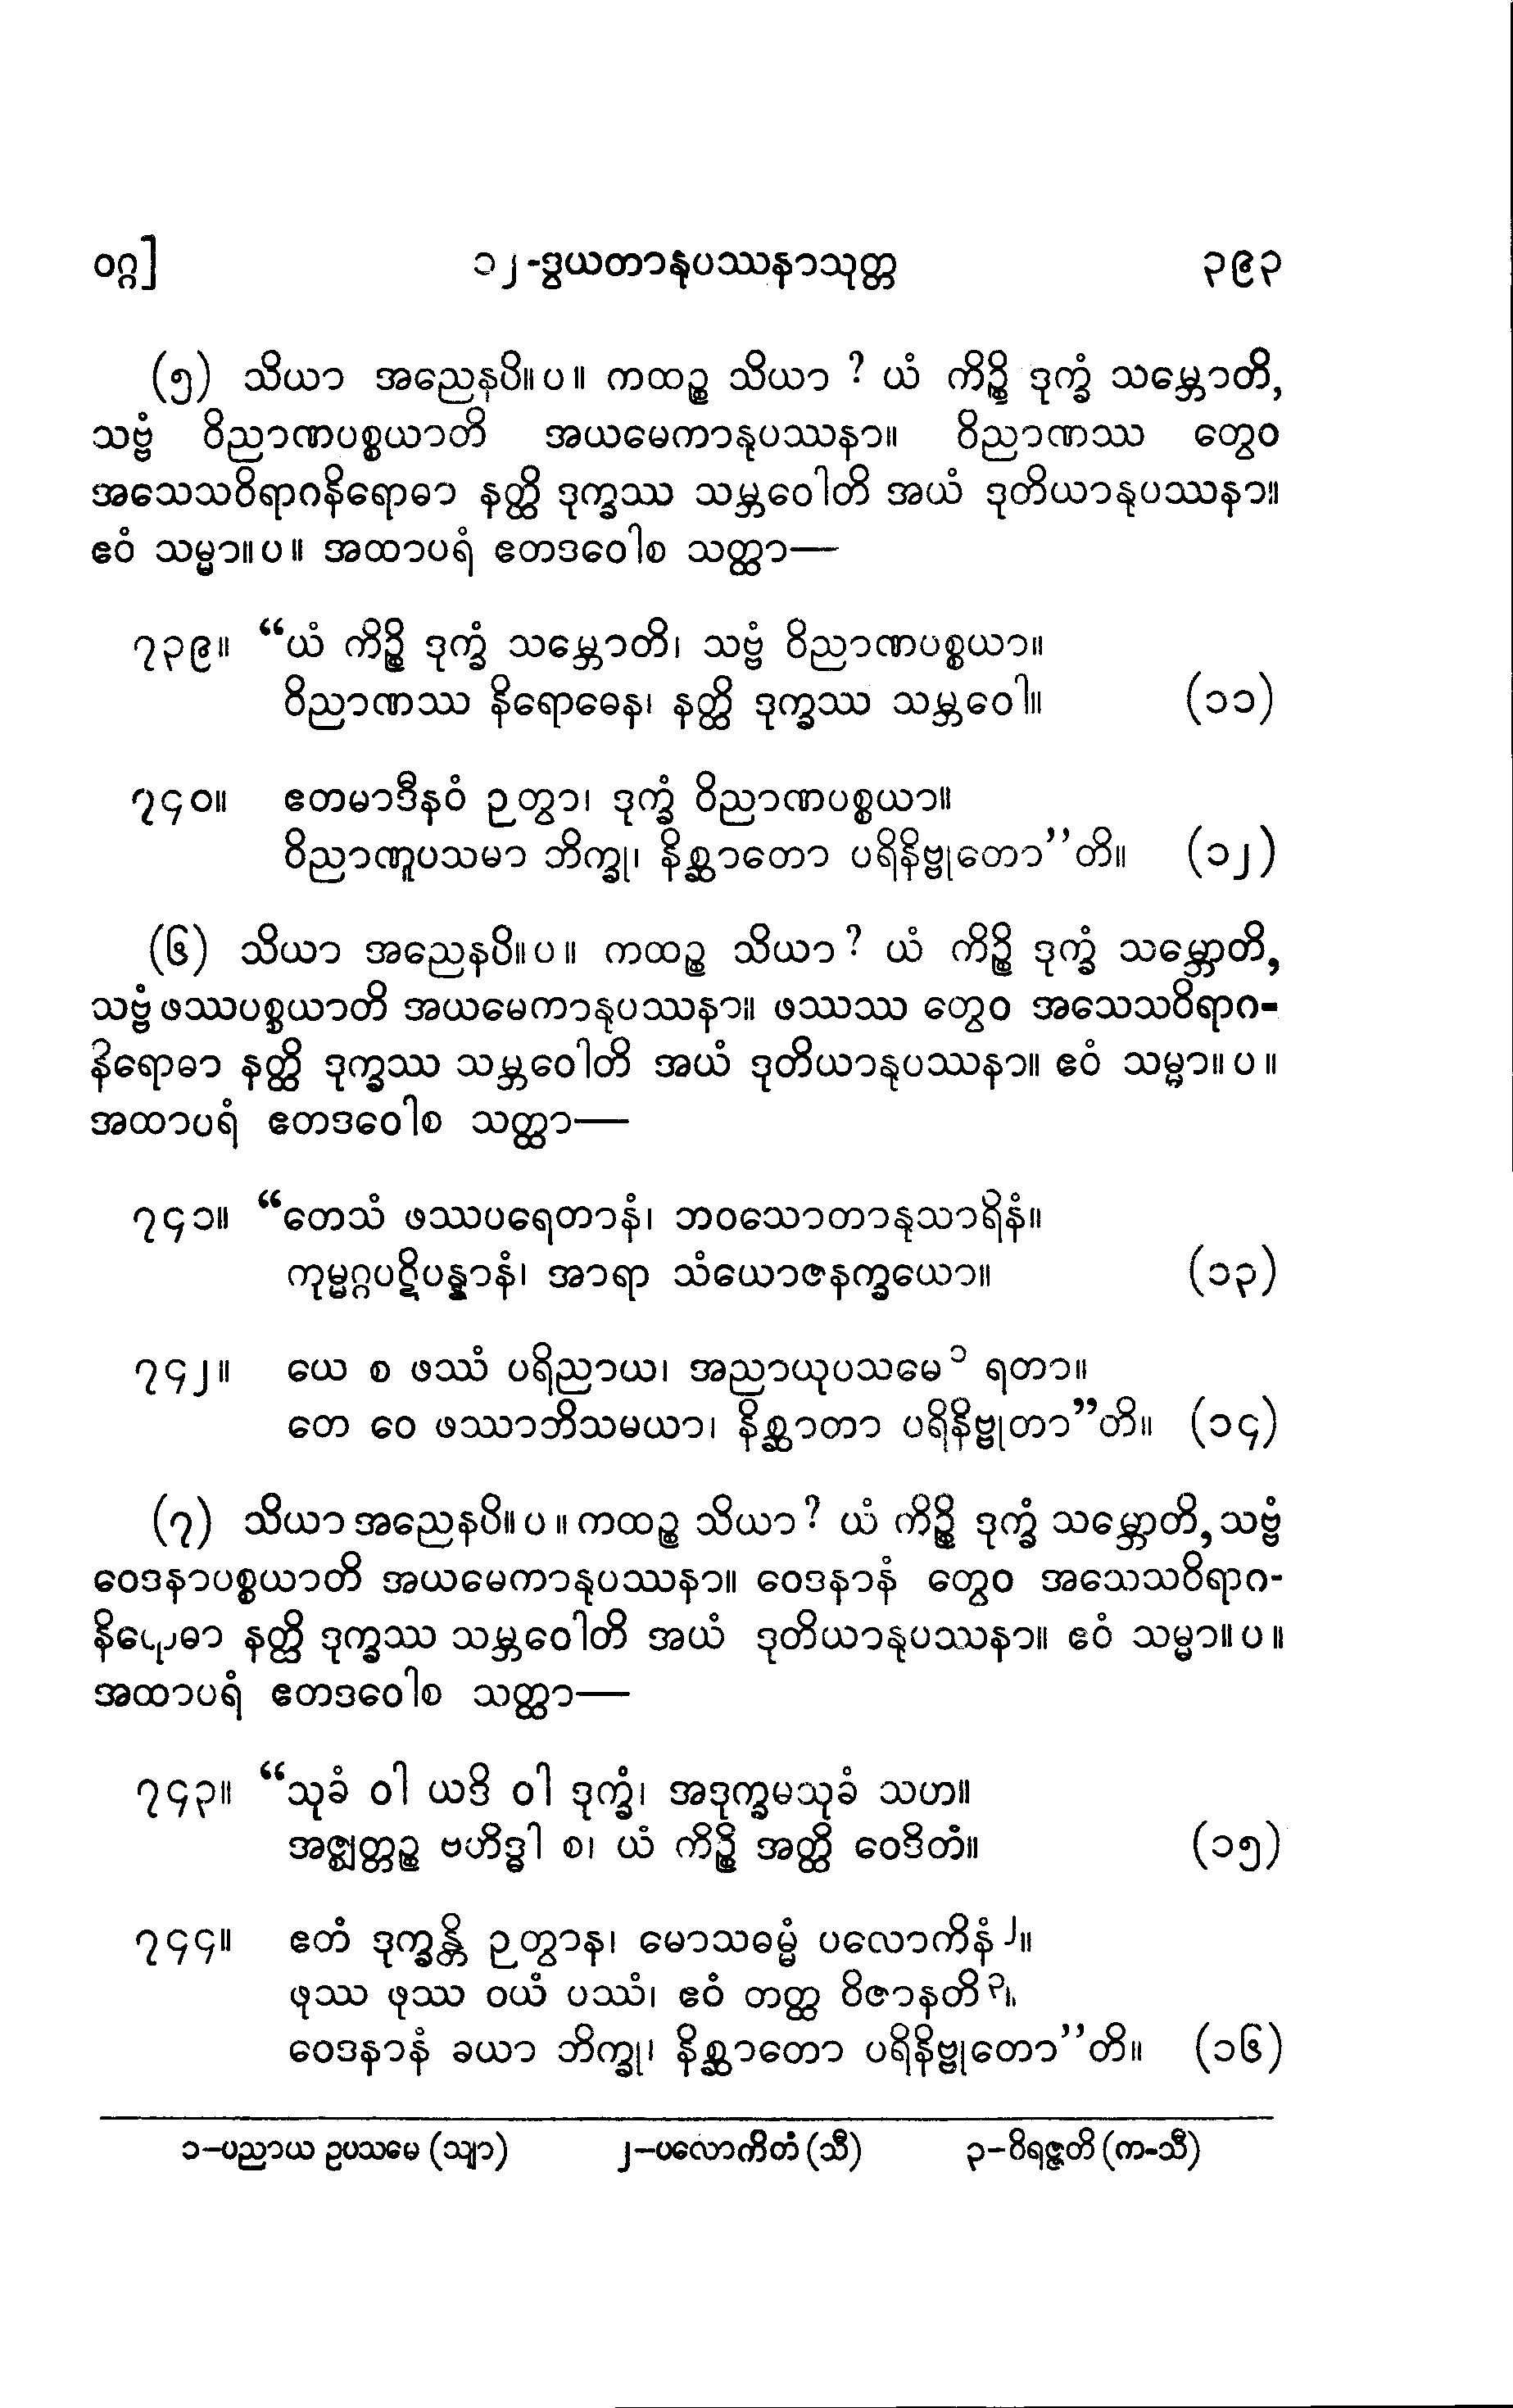 ဝဂ္ဂ]
၁၂-ဒွယတာနုပဿနာသုတ္တ
၃၉၃
(၅) သိယာ အညေနပိ။ပ။ ကထဉ္စ သိယာ ? ယံ ကိဉ္စိ ဒုက္ခံ သမ္ဘောတိ,
သဗ္ဗံ ဝိညာဏပစ္စယာတိ အယမေကာနုပဿနာ။ ဝိညာဏဿ တွေဝ
အသေသဝိရာဂနိရောဓာ နတ္ထိ ဒုက္ခဿ သမ္ဘဝေါတိ အယံ ဒုတိယာနုပဿနာ။
ဧဝံ သမ္မာ။ပ။ အထာပရံ ဧတဒဝေါစ သတ္ထာ—
၇၃၉။ “ယံ ကိဉ္စိ ဒုက္ခံ သမ္ဘောတိ၊ သဗ္ဗံ ဝိညာဏပစ္စယာ။
ဝိညာဏဿ နိရောဓေန၊ နတ္ထိ ဒုက္ခဿ သမ္ဘဝေါ။ (၁၁)
၇၄၀။ ဧတမာဒီနဝံ ဉတွာ၊ ဒုက္ခံ ဝိညာဏပစ္စယာ။
ဝိညာဏူပသမာ ဘိက္ခု၊ နိစ္ဆာတော ပရိနိဗ္ဗုတော’’တိ။ (၁၂)
(၆) သိယာ အညေနပိ။ပ။ ကထဉ္စ သိယာ ? ယံ ကိဉ္စိ ဒုက္ခံ သမ္ဘောတိ,
သဗ္ဗံ ဖဿပစ္စယာတိ အယမေကာနုပဿနာ။ ဖဿဿ တွေဝ အသေသဝိရာဂ-
နိရောဓာ နတ္ထိ ဒုက္ခဿ သမ္ဘဝေါတိ အယံ ဒုတိယာနုပဿနာ။ ဧဝံ သမ္မာ။ပ။
အထာပရံ ဧတဒဝေါစ သတ္ထာ—
၇၄၁။ “တေသံ ဖဿပရေတာနံ၊ ဘဝသောတာနုသာရိနံ။
ကုမ္မဂ္ဂပဋိပန္နာနံ၊ အာရာ သံယောဇနက္ခယော။ (၁၃)
၇၄၂။ ယေ စ ဖဿံ ပရိညာယ၊ အညာယုပသမေ ၁ ရတာ။
တေ ဝေ ဖဿာဘိသမယာ၊ နိစ္ဆာတာ ပရိနိဗ္ဗုတာ”တိ။ (၁၄)
(၇) သိယာ အညေနပိ။ပ။ ကထဉ္စ သိယာ ? ယံ ကိဉ္စိ ဒုက္ခံ သမ္ဘောတိ, သဗ္ဗံ
ဝေဒနာပစ္စယာတိ အယမေကာနုပဿနာ။ ဝေဒနာနံ တွေဝ အသေသဝိရာဂ-
နိရောဓာ နတ္ထိ ဒုက္ခဿ သမ္ဘဝေါတိ အယံ ဒုတိယာနုပဿနာ။ ဧဝံ သမ္မာ။ပ။
အထာပရံ ဧတဒဝေါစ သတ္ထာ—
၇၄၃။ “သုခံ ဝါ ယဒိ ဝါ ဒုက္ခံ၊ အဒုက္ခမသုခံ သဟ။
အဇ္ဈတ္တဉ္စ ဗဟိဒ္ဓါ စ၊ ယံ ကိဉ္စိ အတ္ထိ ဝေဒိတံ။ (၁၅)
၇၄၄။ ဧတံ ဒုက္ခန္တိ ဉတွာန၊ မောသဓမ္မံ ပလောကိနံ ၂။
ဖုဿ ဖုဿ ဝယံ ပဿံ၊ ဧဝံ တတ္ထ ဝိဇာနတိ ၃။
ဝေဒနာနံ ခယာ ဘိက္ခု၊ နိစ္ဆာတော ပရိနိဗ္ဗုတော’’တိ။ (၁၆)
၁–ပညာယ ဥပသမေ (သျာ)
၂–ပလောကိတံ (သီ)
၃–ဝိရဇ္ဇတိ (က-သီ)